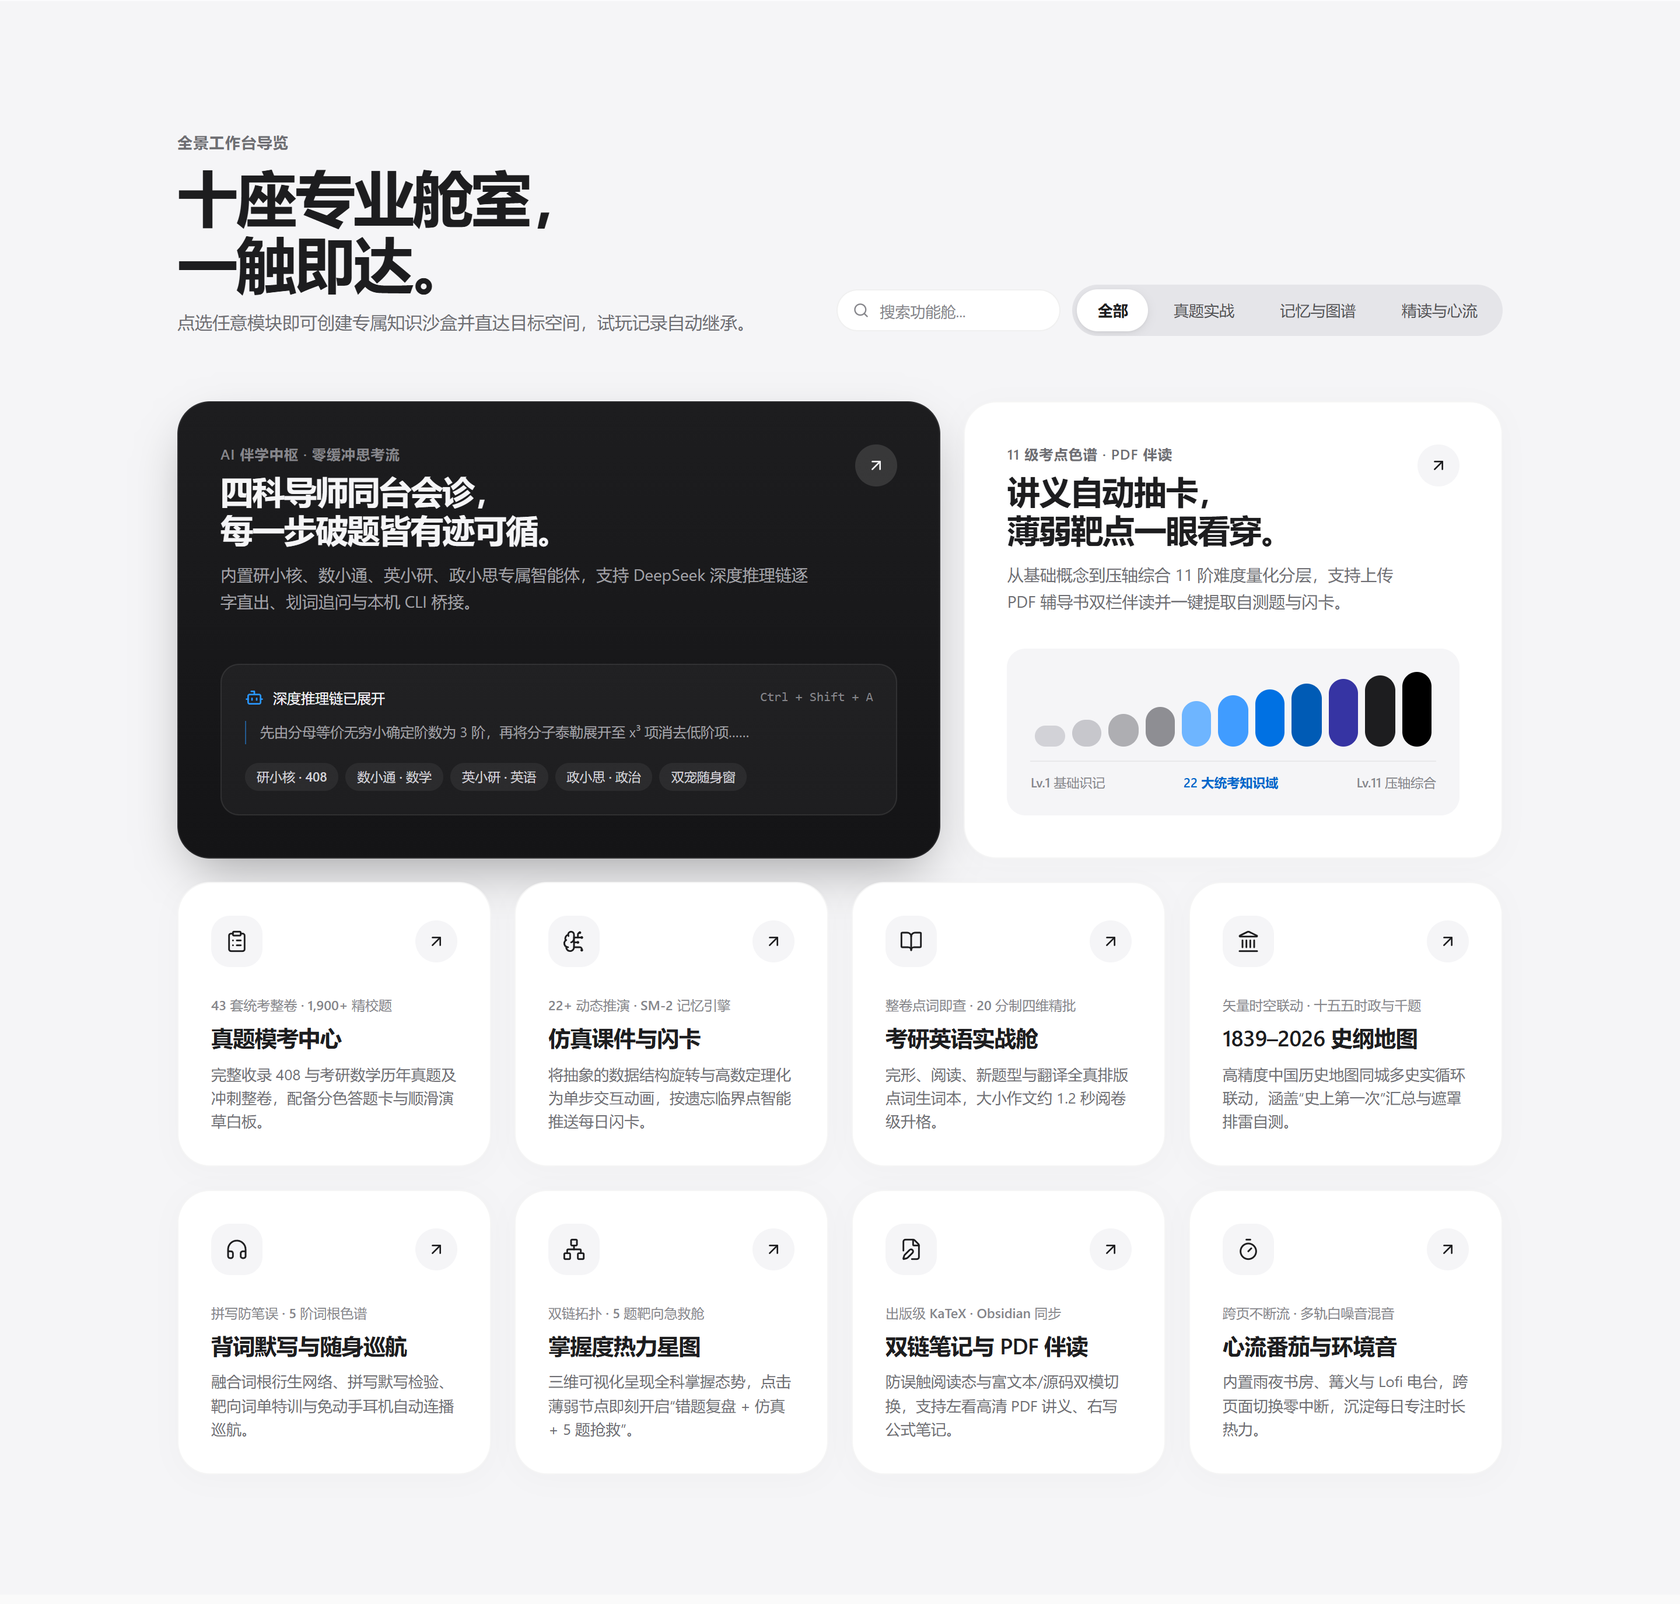 全景工作台导览
十座专业舱室，
一触即达。
点选任意模块即可创建专属知识沙盒并直达目标空间，试玩记录自动继承。
搜索功能舱...
全部
真题实战
记忆与图谱
精读与心流
AI 伴学中枢 · 零缓冲思考流
四科导师同台会诊，
每一步破题皆有迹可循。
内置研小核、数小通、英小研、政小思专属智能体，支持 DeepSeek 深度推理链逐
字直出、划词追问与本机 CLI 桥接。
深度推理链已展开
Ctrl + Shift + A
先由分母等价无穷小确定阶数为 3 阶，再将分子泰勒展开至 x³ 项消去低阶项……
研小核 · 408
数小通 · 数学
英小研 · 英语
政小思 · 政治
双宠随身窗
11 级考点色谱 · PDF 伴读
讲义自动抽卡，
薄弱靶点一眼看穿。
从基础概念到压轴综合 11 阶难度量化分层，支持上传
PDF 辅导书双栏伴读并一键提取自测题与闪卡。
Lv.1 基础识记
22 大统考知识域
Lv.11 压轴综合
43 套统考整卷 · 1,900+ 精校题
真题模考中心
完整收录 408 与考研数学历年真题及
冲刺整卷，配备分色答题卡与顺滑演
草白板。
22+ 动态推演 · SM-2 记忆引擎
仿真课件与闪卡
将抽象的数据结构旋转与高数定理化
为单步交互动画，按遗忘临界点智能
推送每日闪卡。
整卷点词即查 · 20 分制四维精批
考研英语实战舱
完形、阅读、新题型与翻译全真排版
点词生词本，大小作文约 1.2 秒阅卷
级升格。
矢量时空联动 · 十五五时政与千题
1839–2026 史纲地图
高精度中国历史地图同城多史实循环
联动，涵盖“史上第一次”汇总与遮罩
排雷自测。
拼写防笔误 · 5 阶词根色谱
背词默写与随身巡航
融合词根衍生网络、拼写默写检验、
靶向词单特训与免动手耳机自动连播
巡航。
双链拓扑 · 5 题靶向急救舱
掌握度热力星图
三维可视化呈现全科掌握态势，点击
薄弱节点即刻开启“错题复盘 + 仿真
+ 5 题抢救”。
出版级 KaTeX · Obsidian 同步
双链笔记与 PDF 伴读
防误触阅读态与富文本/源码双模切
换，支持左看高清 PDF 讲义、右写
公式笔记。
跨页不断流 · 多轨白噪音混音
心流番茄与环境音
内置雨夜书房、篝火与 Lofi 电台，跨
页面切换零中断，沉淀每日专注时长
热力。